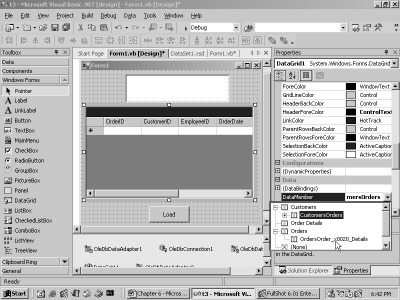 t3 - Microsoft Visual Basic .NET [design] - Form1.vb [Design]*
File Edit View Project Build Debug Data Tools Window Help
Debug
Toolbox
Data
Components
Windows Forms
Pointer
Label
LinkLabel
Button
TextBox
MainMenu
CheckBox
RadioButton
GroupBox
PictureBox
Panel
DataGrid
ListBox
CheckedListBox
ComboBox
ListView
TreeView
Clipboard Ring
General
Start Page Form1.vb [Design]* DataSet1.xsd Form1.vb*
Form1
OrderID CustomerID EmployeeID OrderDate
Load
OleDbDataAdapter1 OleDbConnection1 OleDbDat
Properties
DataGrid1 System.Windows.Forms.DataGrid
ForeColor WindowText
GridLineColor Control
HeaderBackColor Control
HeaderForeColor ControlText
LinkColor HotTrack
ParentRowsBackColor Control
ParentRowsForeColor WindowText
SelectionBackColor ActiveCaption
SelectionForeColor ActiveCaption
Configurations
(DynamicProperties)
Data
(DataBindings)
DataMember mersOrders
Customers
CustomersOrders
Order Details
Orders
OrdersOrder_x0020_Details
(None)
in the DataGrid.
Solution Explorer Properties
Start Chapter 6 - Microso... t3 - Microsoft Vi... FullShot 6.01 Enterpri... 6:42 PM